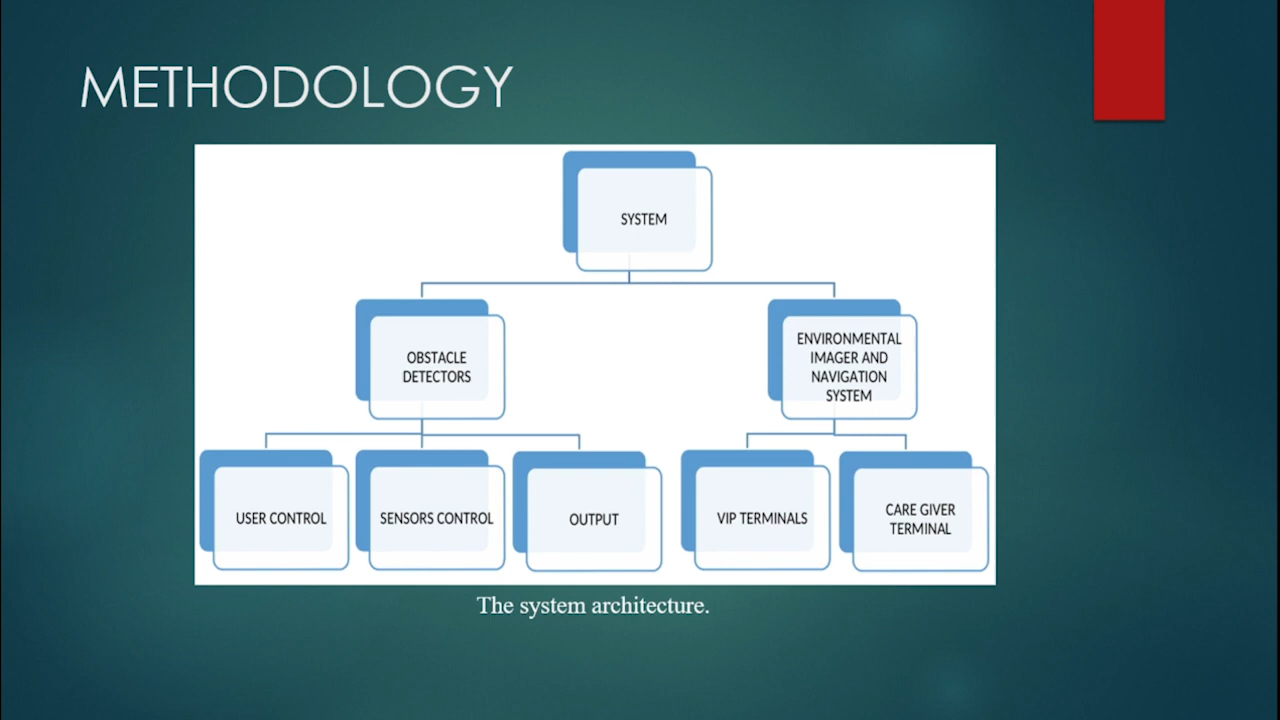 METHODOLOGY
SYSTEM
OBSTACLE
DETECTORS
ENVIRONMENTAL
IMAGER AND
NAVIGATION
SYSTEM
USER CONTROL
SENSORS CONTROL
OUTPUT
VIP TERMINALS
CARE GIVER
TERMINAL
The system architecture.